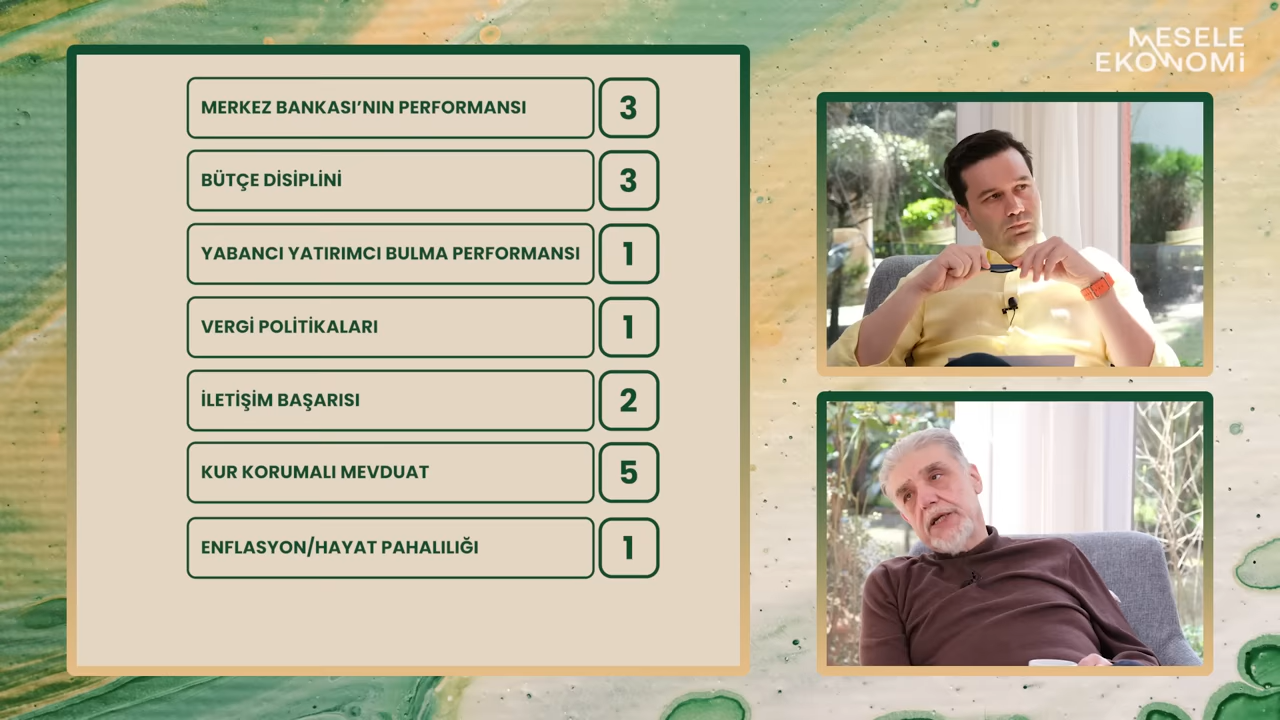 MESELE
EKONOMİ
MERKEZ BANKASI’NIN PERFORMANSI 3
BÜTÇE DİSİPLİNİ 3
YABANCI YATIRIMCI BULMA PERFORMANSI 1
VERGİ POLİTİKALARI 1
İLETİŞİM BAŞARISI 2
KUR KORUMALI MEVDUAT 5
ENFLASYON/HAYAT PAHALILIĞI 1